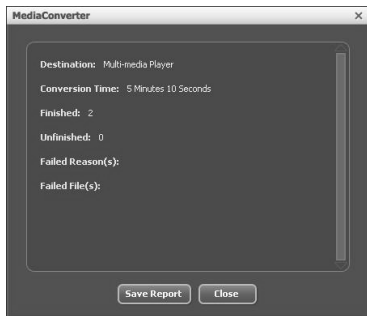 MediaConverter
Destination: Multi-media Player
Conversion Time: 5 Minutes 10 Seconds
Finished: 2
Unfinished: 0
Failed Reason(s):
Failed File(s):
Save Report Close